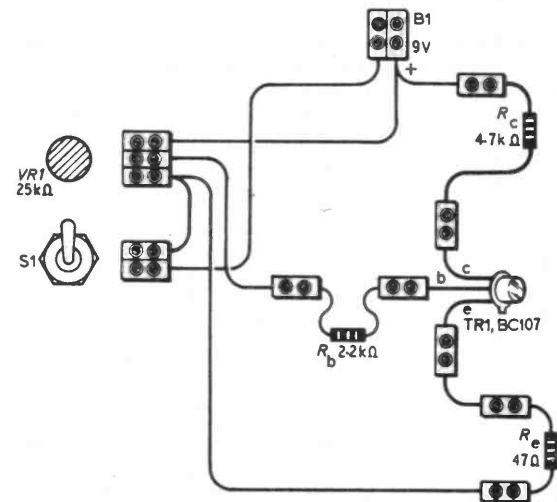 B1
9V
+
Rc
4·7kΩ
VR1
25kΩ
S1
c
b
e
TR1, BC107
Rb 2·2kΩ
Re
47Ω